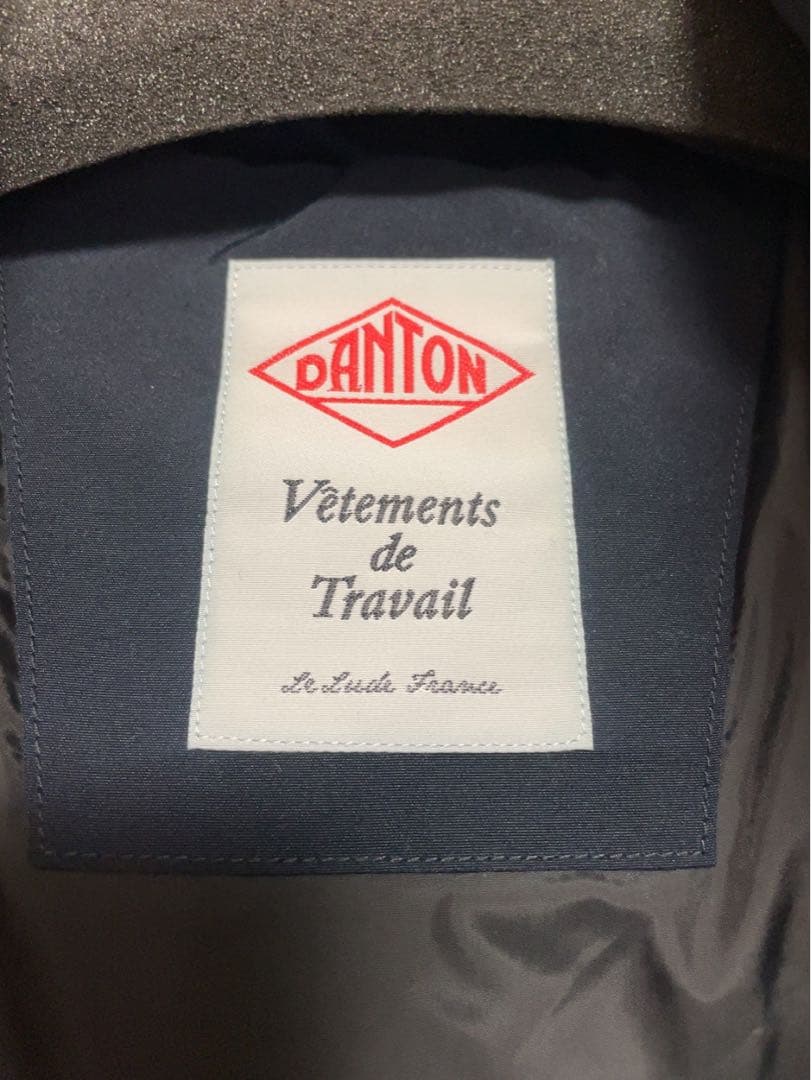 DANTON
Vêtements
de
Travail
Le Lude France